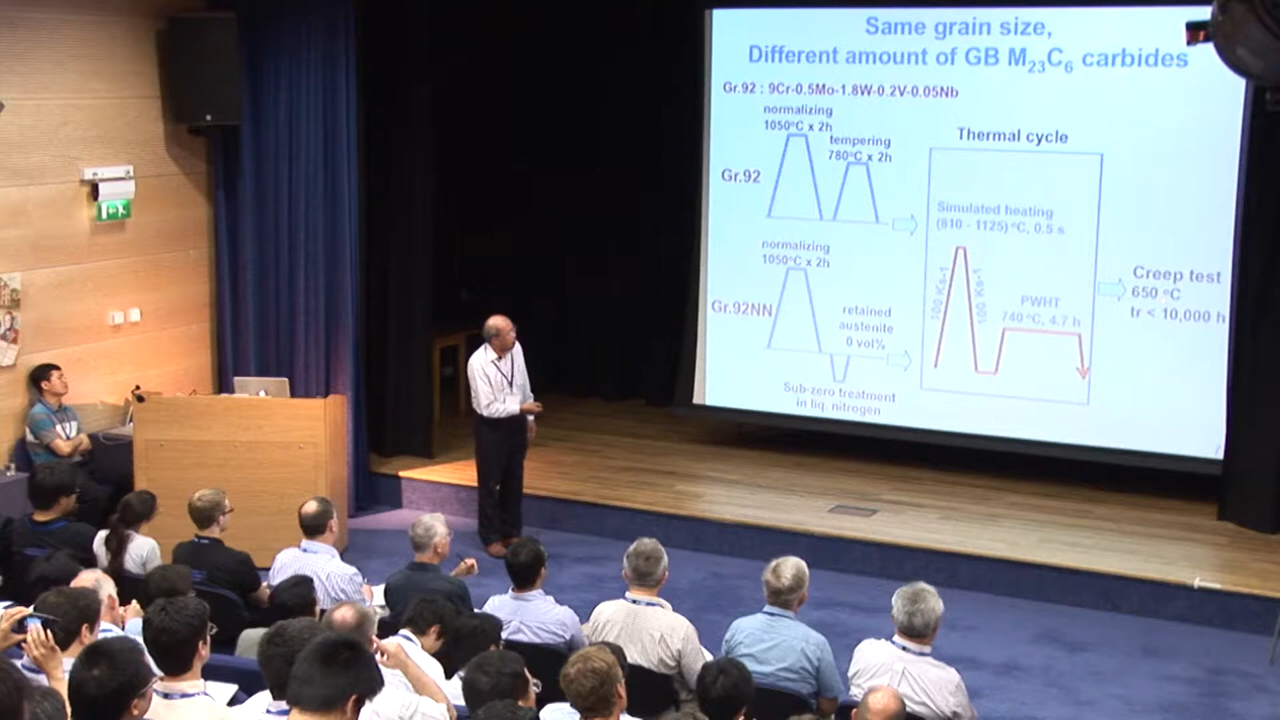 Same grain size,
Different amount of GB M23C6 carbides
Gr.92 : 9Cr-0.5Mo-1.8W-0.2V-0.05Nb
normalizing
1050°C x 2h
tempering
780°C x 2h
Gr.92
Thermal cycle
Simulated heating
(810 - 1125) °C, 0.5 s
100 Ks-1
100 Ks-1
PWHT
740 °C, 4.7 h
Creep test
650 °C
tr < 10,000 h
normalizing
1050°C x 2h
Gr.92NN
retained
austenite
0 vol%
Sub-zero treatment
in liq. nitrogen